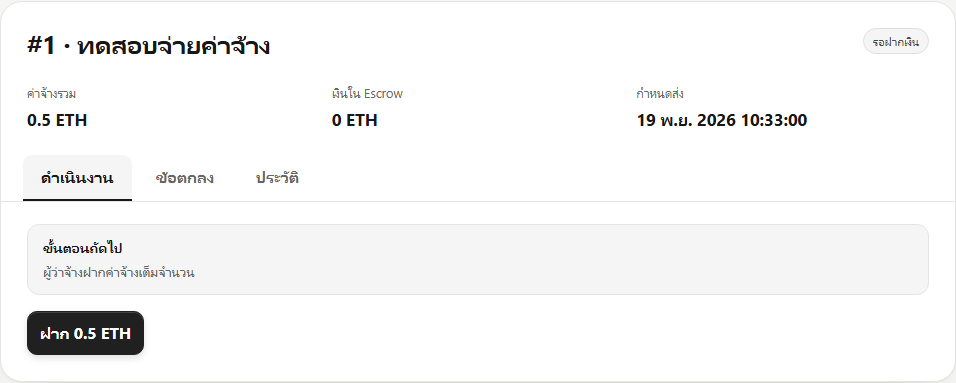 #1 · ทดสอบจ่ายค่าจ้าง
รอฝากเงิน
ค่าจ้างรวม
0.5 ETH
เงินใน Escrow
0 ETH
กำหนดส่ง
19 พ.ย. 2026 10:33:00
ดำเนินงาน
ข้อตกลง
ประวัติ
ขั้นตอนถัดไป
ผู้ว่าจ้างฝากค่าจ้างเต็มจำนวน
ฝาก 0.5 ETH